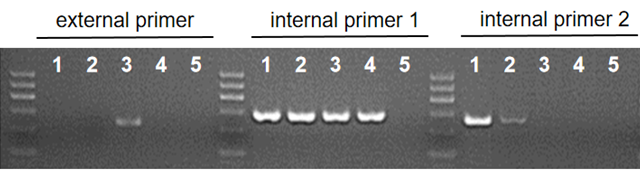 external primer internal primer 1 internal primer 2
1 2 3 4 5 1 2 3 4 5 1 2 3 4 5